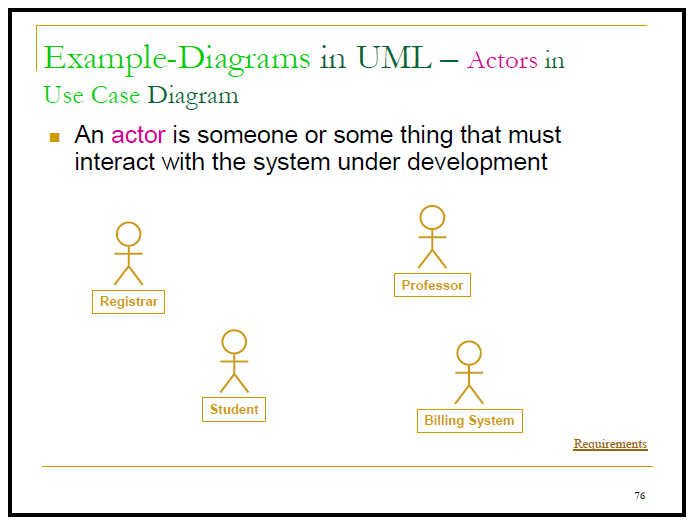 Example-Diagrams in UML – Actors in
Use Case Diagram
An actor is someone or some thing that must
interact with the system under development
Registrar
Professor
Student
Billing System
Requirements
76